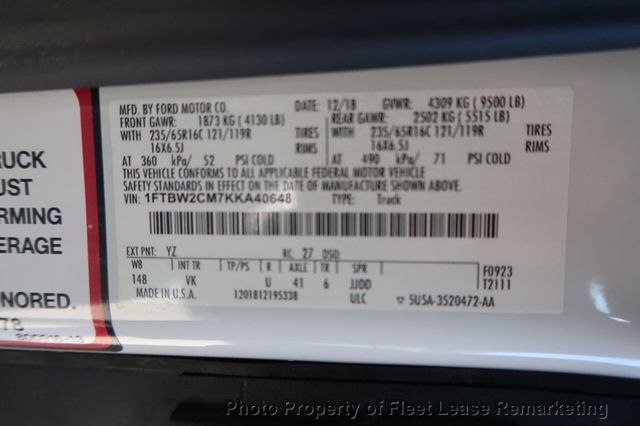 MFD. BY FORD MOTOR CO. DATE: 12/18 GVWR: 4309 KG ( 9500 LB)
FRONT GAWR: 1873 KG ( 4130 LB) REAR GAWR: 2502 KG ( 5515 LB)
WITH 235/65R16C 121/119R TIRES WITH 235/65R16C 121/119R TIRES
16X6.5J RIMS 16X6.5J RIMS
AT 360 kPa/ 52 PSI COLD AT 490 kPa/ 71 PSI COLD
THIS VEHICLE CONFORMS TO ALL APPLICABLE FEDERAL MOTOR VEHICLE
SAFETY STANDARDS IN EFFECT ON THE DATE OF MANUFACTURE SHOWN ABOVE.
VIN: 1FTBW2CM7KKA40648 TYPE: Truck
EXT PNT: YZ RC: 27 DSO:
WB INT TR TP/PS R AXLE TR SPR F0923
148 VK U 41 6 JJDD T2111
MADE IN U.S.A. 1201812195338 ULC 5U5A-3520472-AA
RUCK
UST
ORMING
ERAGE
ONORED.
78
Photo Property of Fleet Lease Remarketing